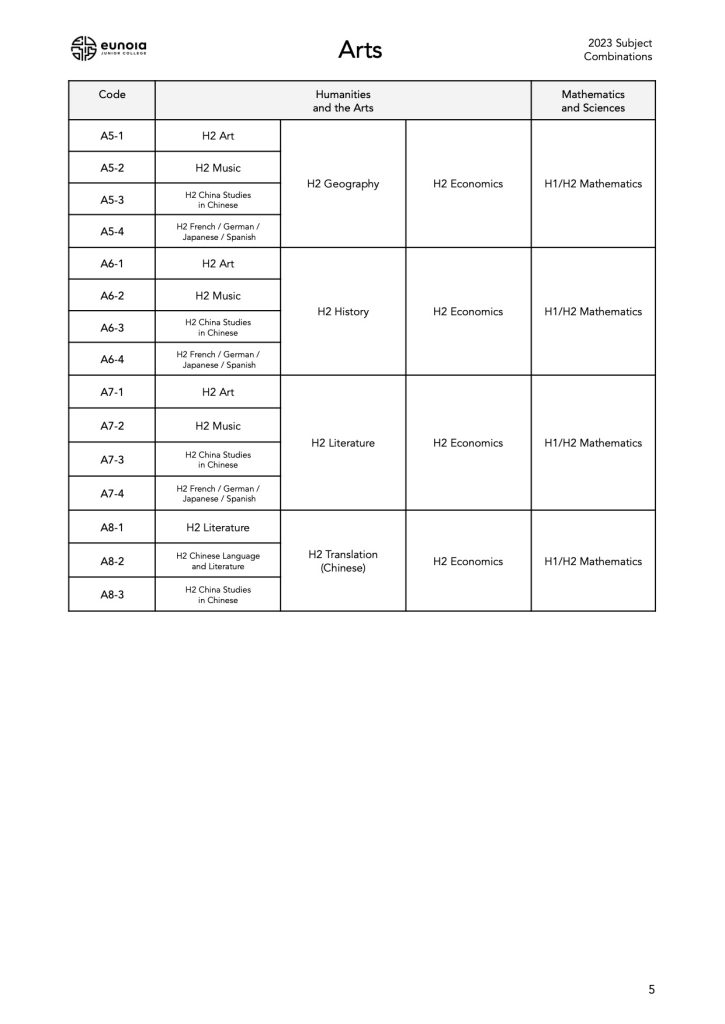 eunoia
JUNIOR COLLEGE
Arts
2023 Subject
Combinations
Code
Humanities
and the Arts
Mathematics
and Sciences
A5-1
H2 Art
A5-2
H2 Music
A5-3
H2 China Studies
in Chinese
A5-4
H2 French / German /
Japanese / Spanish
H2 Geography
H2 Economics
H1/H2 Mathematics
A6-1
H2 Art
A6-2
H2 Music
A6-3
H2 China Studies
in Chinese
A6-4
H2 French / German /
Japanese / Spanish
H2 History
H2 Economics
H1/H2 Mathematics
A7-1
H2 Art
A7-2
H2 Music
A7-3
H2 China Studies
in Chinese
A7-4
H2 French / German /
Japanese / Spanish
H2 Literature
H2 Economics
H1/H2 Mathematics
A8-1
H2 Literature
A8-2
H2 Chinese Language
and Literature
A8-3
H2 China Studies
in Chinese
H2 Translation
(Chinese)
H2 Economics
H1/H2 Mathematics
5